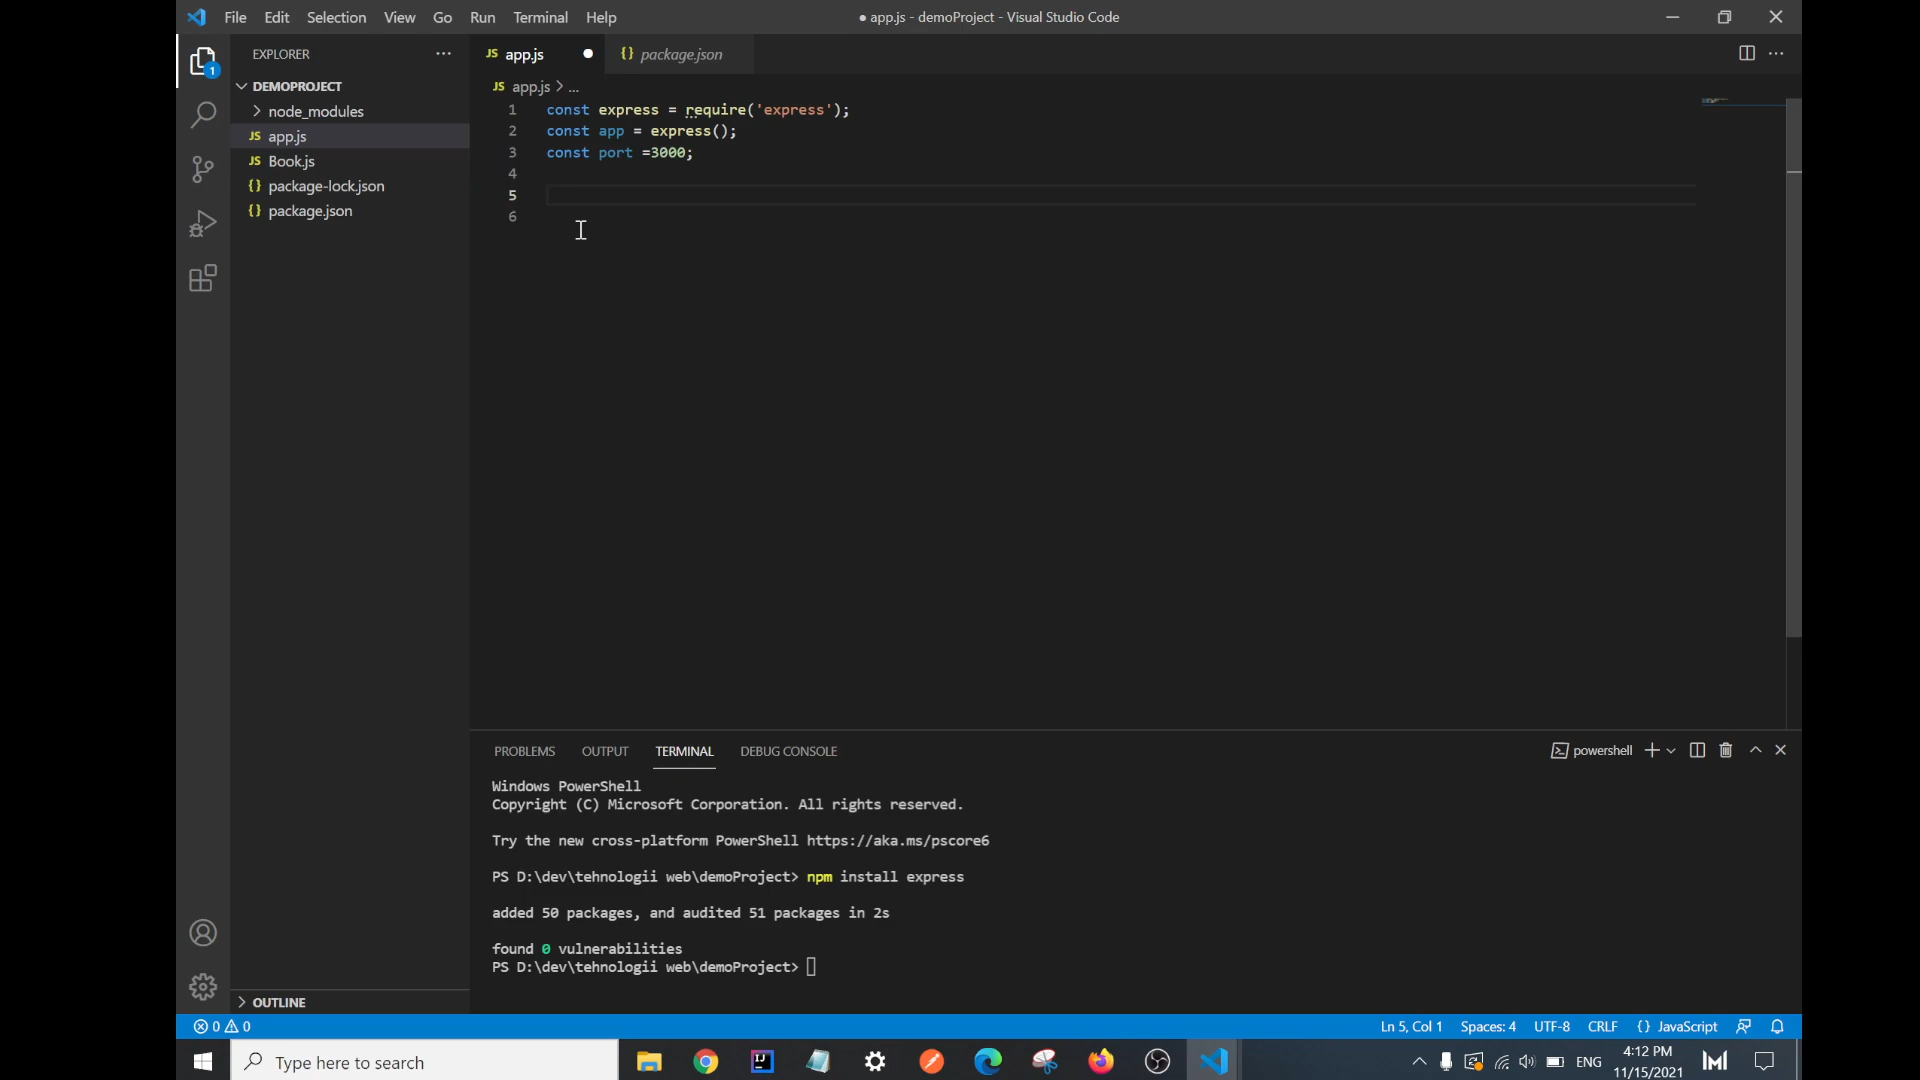 File Edit Selection View Go Run Terminal Help
● app.js - demoProject - Visual Studio Code
EXPLORER
JS app.js
{} package.json
DEMOPROJECT
JS app.js > ...
node_modules
JS app.js
JS Book.js
{} package-lock.json
{} package.json
1
1 const express = require('express');
2 const app = express();
3 const port =3000;
4
5
6
PROBLEMS OUTPUT TERMINAL DEBUG CONSOLE
powershell
Windows PowerShell
Copyright (C) Microsoft Corporation. All rights reserved.
Try the new cross-platform PowerShell https://aka.ms/pscore6
PS D:\dev\tehnologii web\demoProject> npm install express
added 50 packages, and audited 51 packages in 2s
found 0 vulnerabilities
PS D:\dev\tehnologii web\demoProject>
OUTLINE
0 0
Ln 5, Col 1 Spaces: 4 UTF-8 CRLF {} JavaScript
Type here to search
IJ
ENG
4:12 PM
11/15/2021